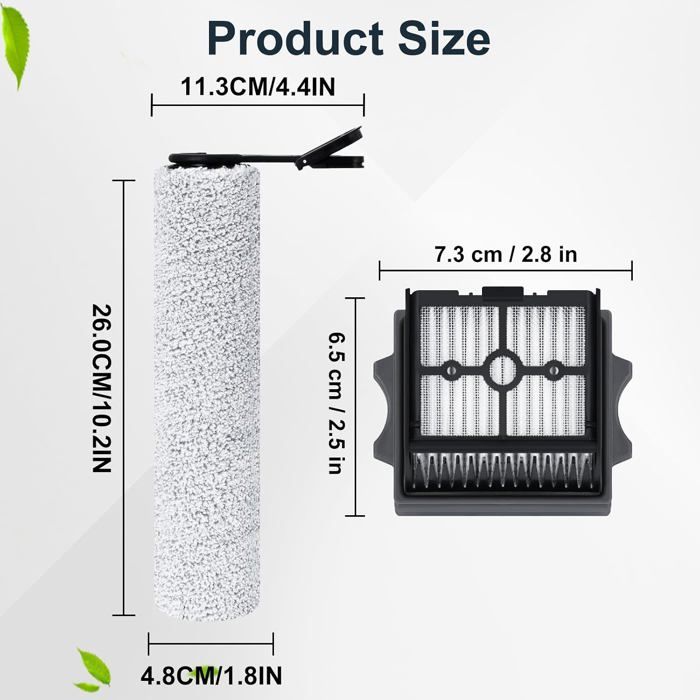 Product Size
11.3CM/4.4IN
7.3 cm / 2.8 in
26.0CM/10.2IN
6.5 cm / 2.5 in
4.8CM/1.8IN